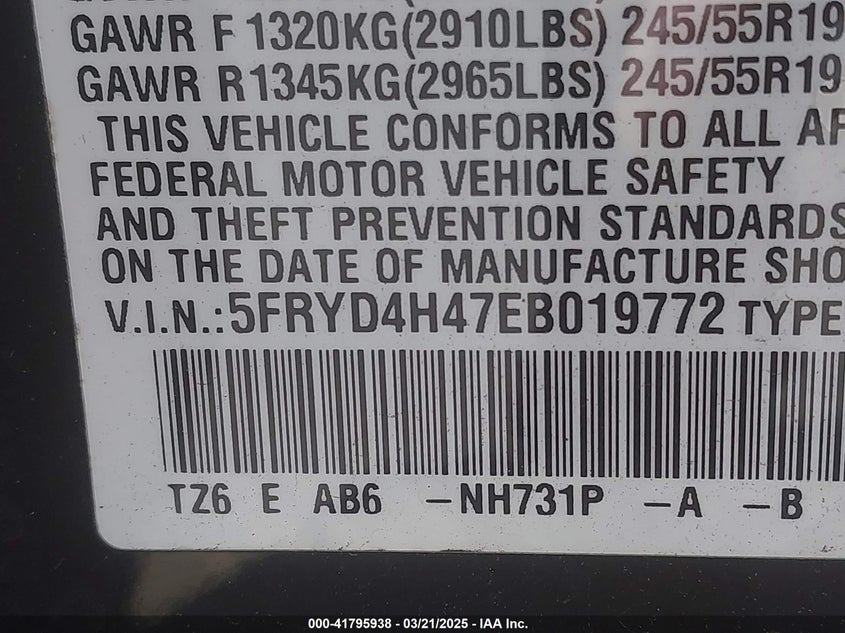 GAWR F 1320KG(2910LBS) 245/55R19
GAWR R1345KG(2965LBS) 245/55R19
THIS VEHICLE CONFORMS TO ALL
FEDERAL MOTOR VEHICLE SAFETY
AND THEFT PREVENTION STANDARDS
ON THE DATE OF MANUFACTURE SHO
V.I.N.:5FRYD4H47EB019772 TYPE
TZ6 E AB6 -NH731P -A -B
000-41795938 - 03/21/2025 - IAA Inc.